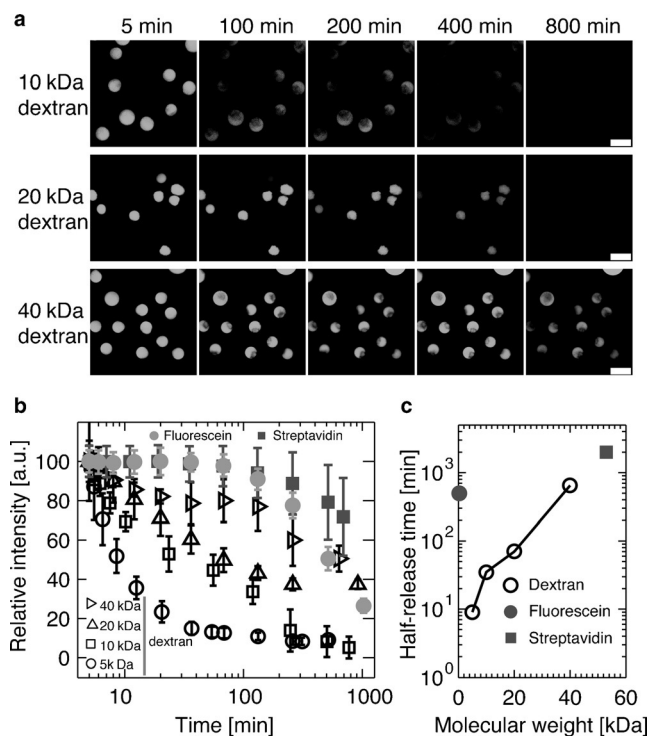 a
5 min 100 min 200 min 400 min 800 min
10 kDa
dextran
20 kDa
dextran
40 kDa
dextran
b
Fluorescein Streptavidin
Relative intensity [a.u.]
100
80
60
40
20
0
40 kDa
20 kDa
10 kDa
5k Da
dextran
10 100 1000
Time [min]
c
Half-release time [min]
10³
10²
10¹
10⁰
Dextran
Fluorescein
Streptavidin
0 20 40 60
Molecular weight [kDa]